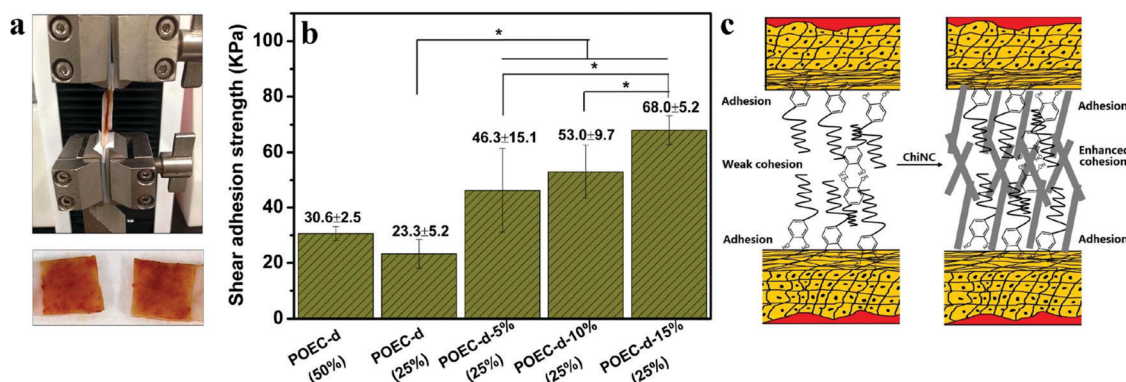 a
b
Shear adhesion strength (KPa)
100
80
60
40
20
0
*
*
*
30.6±2.5
23.3±5.2
46.3±15.1
53.0±9.7
68.0±5.2
POEC-d
(50%)
POEC-d
(25%)
POEC-d-5%
(25%)
POEC-d-10%
(25%)
POEC-d-15%
(25%)
c
Adhesion
Weak cohesion
Adhesion
ChiNC
Adhesion
Enhanced
cohesion
Adhesion